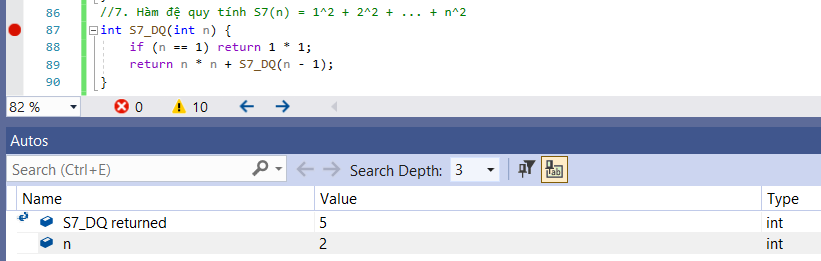 86 //7. Hàm đệ quy tính S7(n) = 1^2 + 2^2 + ... + n^2
87 int S7_DQ(int n) {
88 if (n == 1) return 1 * 1;
89 return n * n + S7_DQ(n - 1);
90 }
82 % 0 10
Autos
Search (Ctrl+E) Search Depth: 3
Name Value Type
S7_DQ returned 5 int
n 2 int